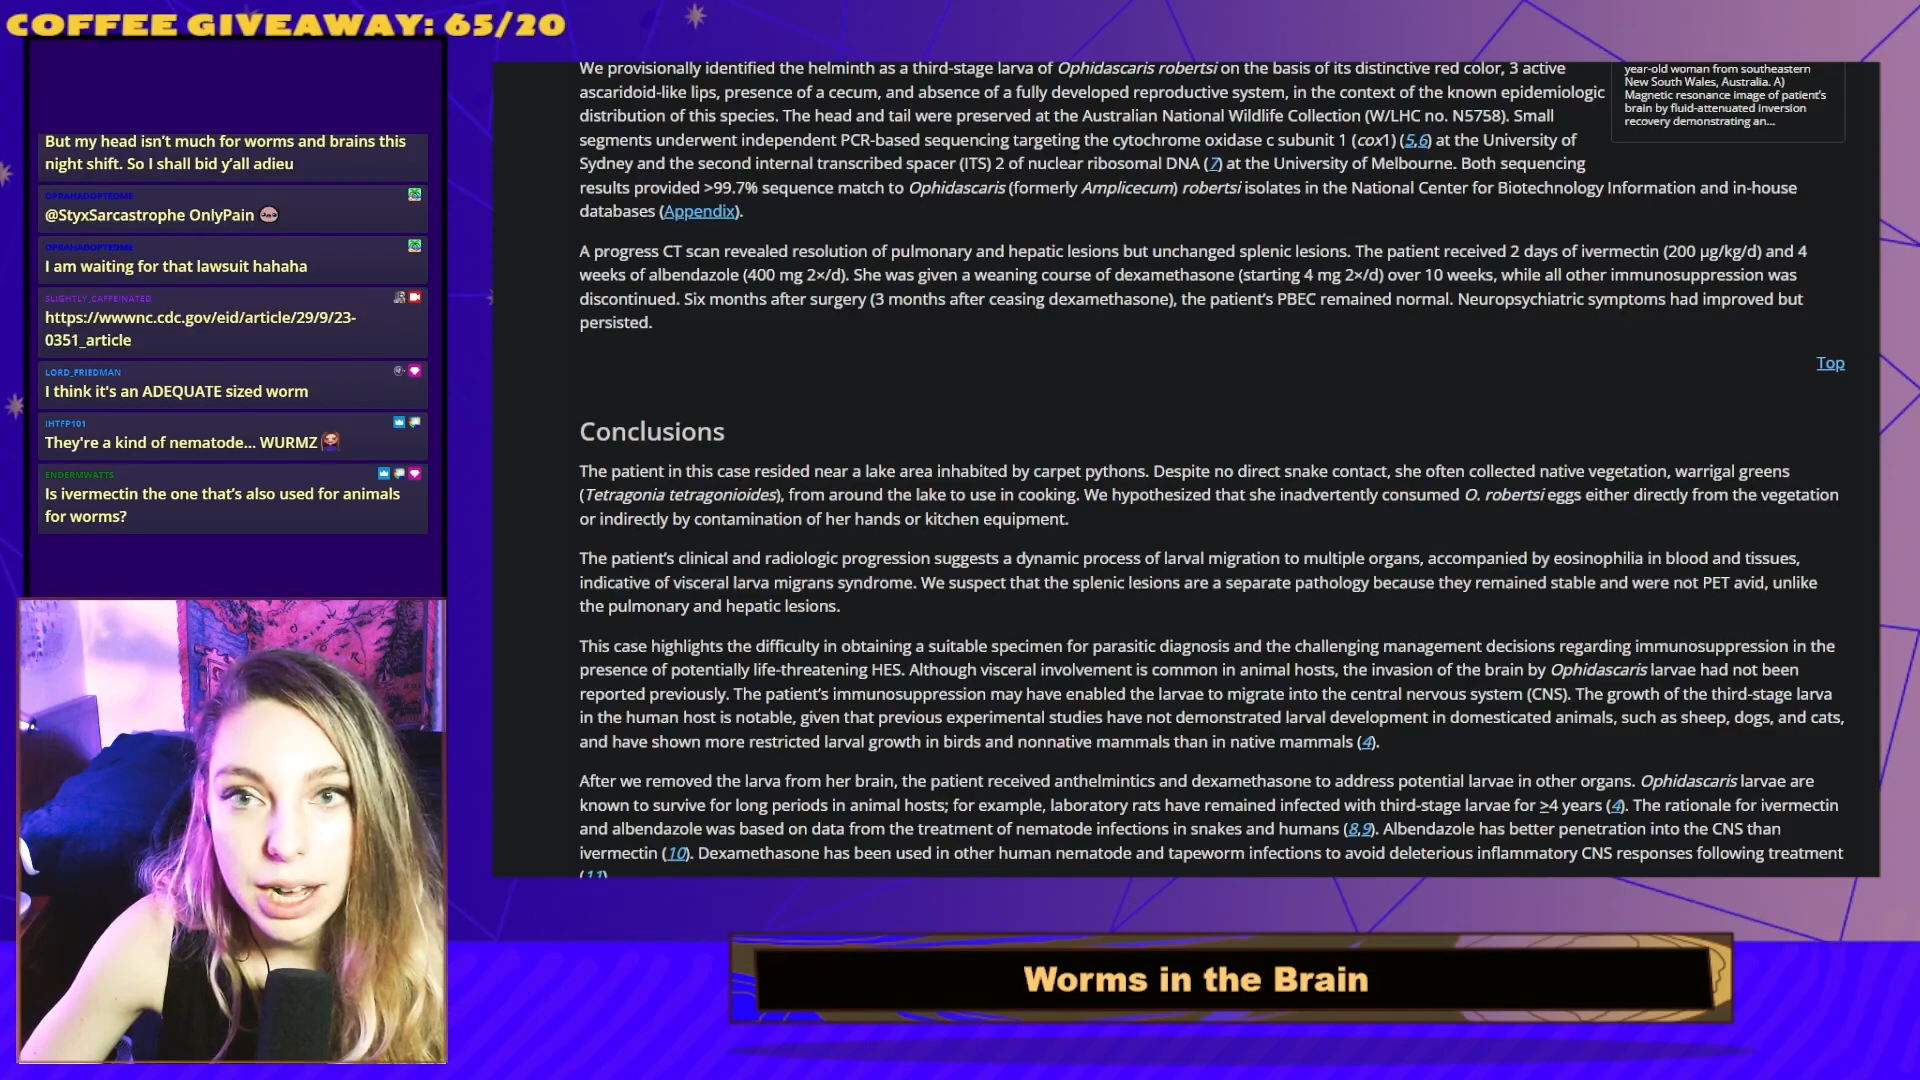 COFFEE GIVEAWAY: 65/20
But my head isn’t much for worms and brains this
night shift. So I shall bid y’all adieu
OPRAHADOPTEDME
@StyxSarcastrophe OnlyPain
OPRAHADOPTEDME
I am waiting for that lawsuit hahaha
SLIGHTLY_CAFFEINATED
https://wwwnc.cdc.gov/eid/article/29/9/23-
0351_article
LORD_FRIEDMAN
I think it's an ADEQUATE sized worm
IHTFP101
They're a kind of nematode... WURMZ
ENDERMWATTS
Is ivermectin the one that’s also used for animals
for worms?
We provisionally identified the helminth as a third-stage larva of Ophidascaris robertsi on the basis of its distinctive red color, 3 active
ascaridoid-like lips, presence of a cecum, and absence of a fully developed reproductive system, in the context of the known epidemiologic
distribution of this species. The head and tail were preserved at the Australian National Wildlife Collection (W/LHC no. N5758). Small
segments underwent independent PCR-based sequencing targeting the cytochrome oxidase c subunit 1 (cox1) (5,6) at the University of
Sydney and the second internal transcribed spacer (ITS) 2 of nuclear ribosomal DNA (7) at the University of Melbourne. Both sequencing
results provided >99.7% sequence match to Ophidascaris (formerly Amplicecum) robertsi isolates in the National Center for Biotechnology Information and in-house
databases (Appendix).
year-old woman from southeastern
New South Wales, Australia. A)
Magnetic resonance image of patient’s
brain by fluid-attenuated inversion
recovery demonstrating an...
A progress CT scan revealed resolution of pulmonary and hepatic lesions but unchanged splenic lesions. The patient received 2 days of ivermectin (200 μg/kg/d) and 4
weeks of albendazole (400 mg 2×/d). She was given a weaning course of dexamethasone (starting 4 mg 2×/d) over 10 weeks, while all other immunosuppression was
discontinued. Six months after surgery (3 months after ceasing dexamethasone), the patient’s PBEC remained normal. Neuropsychiatric symptoms had improved but
persisted.
Top
Conclusions
The patient in this case resided near a lake area inhabited by carpet pythons. Despite no direct snake contact, she often collected native vegetation, warrigal greens
(Tetragonia tetragonioides), from around the lake to use in cooking. We hypothesized that she inadvertently consumed O. robertsi eggs either directly from the vegetation
or indirectly by contamination of her hands or kitchen equipment.
The patient’s clinical and radiologic progression suggests a dynamic process of larval migration to multiple organs, accompanied by eosinophilia in blood and tissues,
indicative of visceral larva migrans syndrome. We suspect that the splenic lesions are a separate pathology because they remained stable and were not PET avid, unlike
the pulmonary and hepatic lesions.
This case highlights the difficulty in obtaining a suitable specimen for parasitic diagnosis and the challenging management decisions regarding immunosuppression in the
presence of potentially life-threatening HES. Although visceral involvement is common in animal hosts, the invasion of the brain by Ophidascaris larvae had not been
reported previously. The patient’s immunosuppression may have enabled the larvae to migrate into the central nervous system (CNS). The growth of the third-stage larva
in the human host is notable, given that previous experimental studies have not demonstrated larval development in domesticated animals, such as sheep, dogs, and cats,
and have shown more restricted larval growth in birds and nonnative mammals than in native mammals (4).
After we removed the larva from her brain, the patient received anthelmintics and dexamethasone to address potential larvae in other organs. Ophidascaris larvae are
known to survive for long periods in animal hosts; for example, laboratory rats have remained infected with third-stage larvae for ≥4 years (4). The rationale for ivermectin
and albendazole was based on data from the treatment of nematode infections in snakes and humans (8,9). Albendazole has better penetration into the CNS than
ivermectin (10). Dexamethasone has been used in other human nematode and tapeworm infections to avoid deleterious inflammatory CNS responses following treatment
(11)
Worms in the Brain